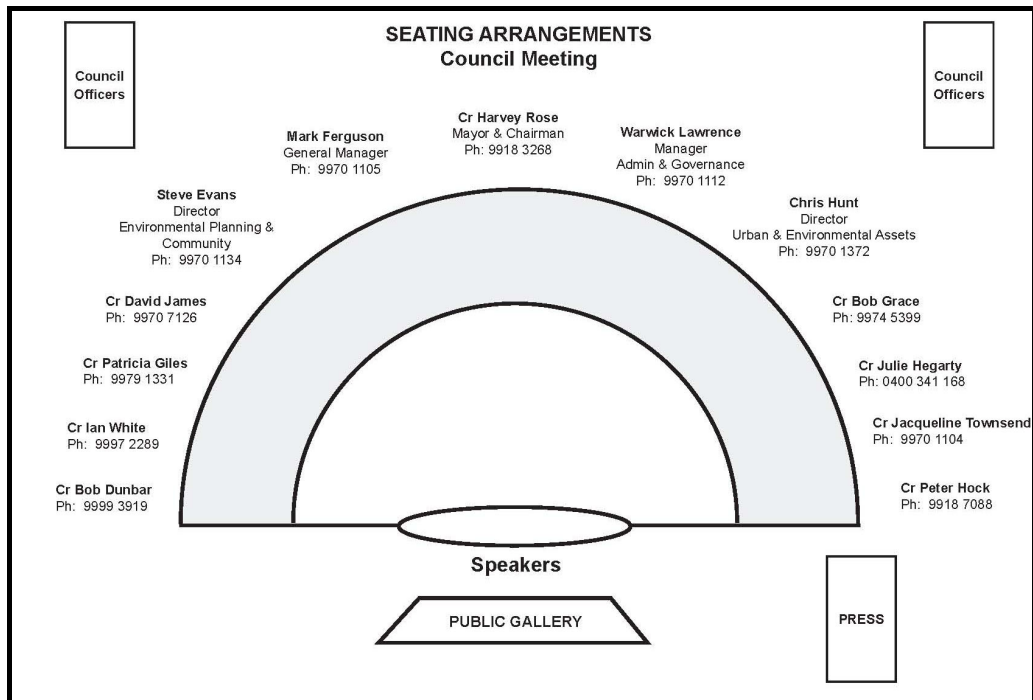 SEATING ARRANGEMENTS
Council Meeting
Council
Officers
Council
Officers
Cr Harvey Rose
Mayor & Chairman
Ph: 9918 3268
Mark Ferguson
General Manager
Ph: 9970 1105
Warwick Lawrence
Manager
Admin & Governance
Ph: 9970 1112
Steve Evans
Director
Environmental Planning &
Community
Ph: 9970 1134
Chris Hunt
Director
Urban & Environmental Assets
Ph: 9970 1372
Cr David James
Ph: 9970 7126
Cr Bob Grace
Ph: 9974 5399
Cr Patricia Giles
Ph: 9979 1331
Cr Julie Hegarty
Ph: 0400 341 168
Cr Ian White
Ph: 9997 2289
Cr Jacqueline Townsend
Ph: 9970 1104
Cr Bob Dunbar
Ph: 9999 3919
Cr Peter Hock
Ph: 9918 7088
Speakers
PUBLIC GALLERY
PRESS